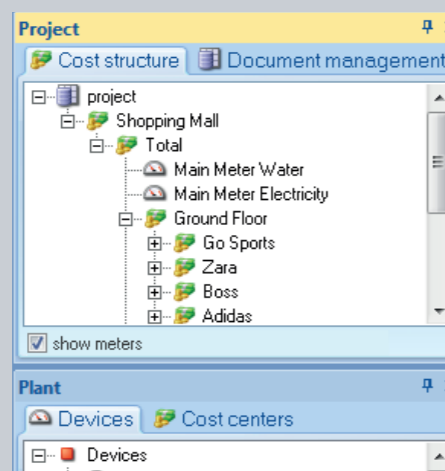 Project
Cost structure Document management
project
Shopping Mall
Total
Main Meter Water
Main Meter Electricity
Ground Floor
Go Sports
Zara
Boss
Adidas
show meters
Plant
Devices Cost centers
Devices